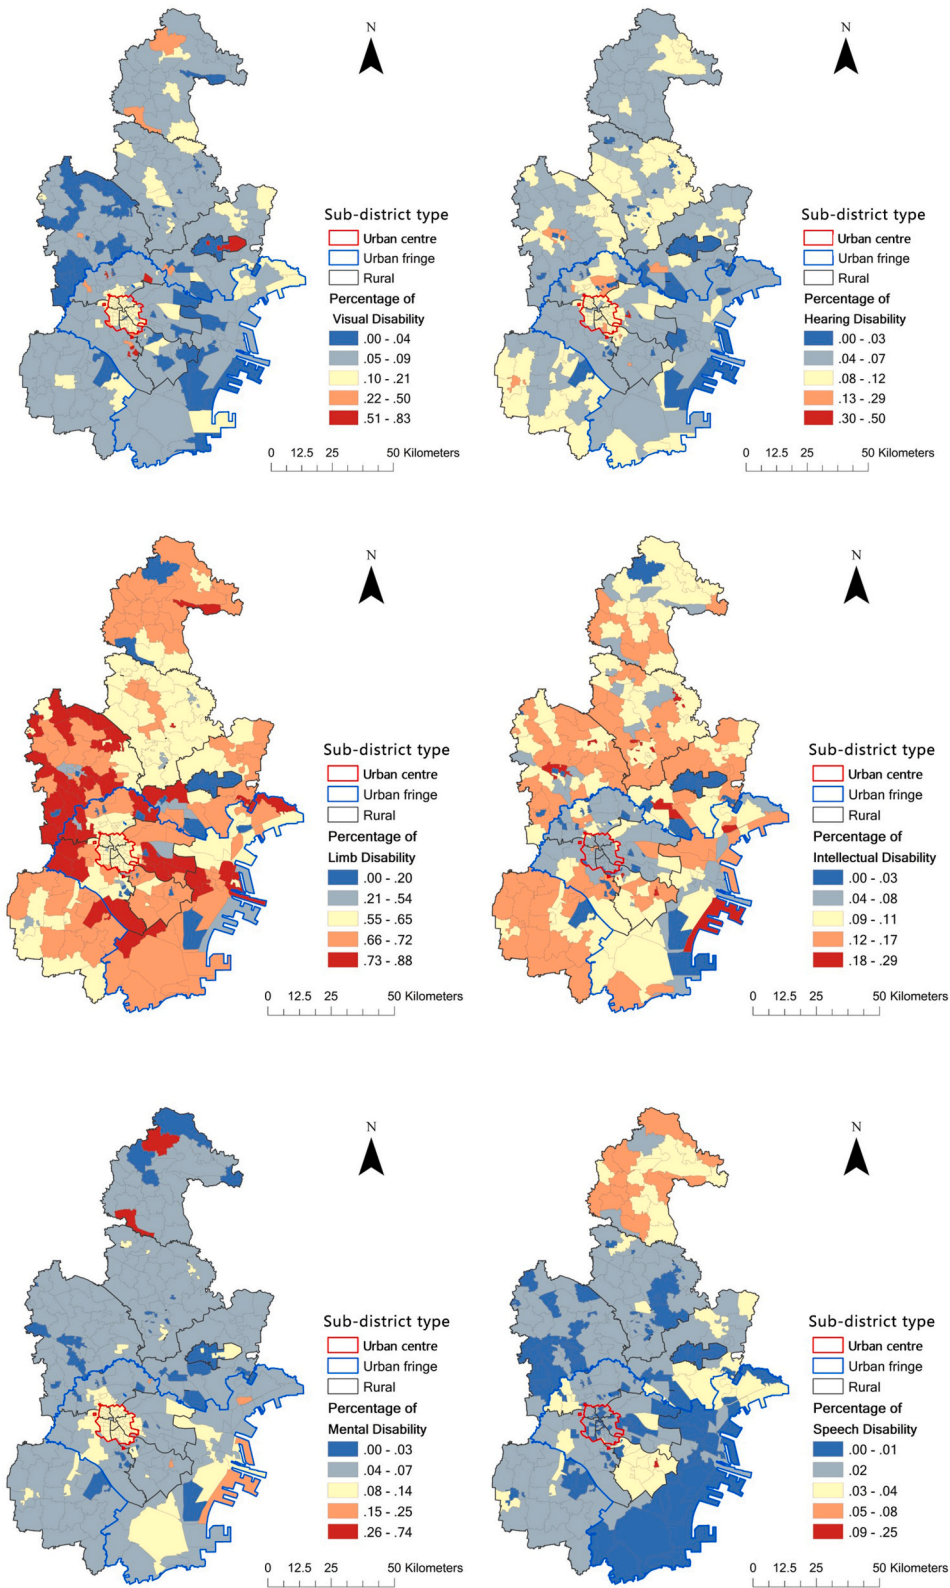 N
Sub-district type
Urban centre
Urban fringe
Rural
Percentage of
Visual Disability
.00 - .04
.05 - .09
.10 - .21
.22 - .50
.51 - .83
0 12.5 25 50 Kilometers
N
Sub-district type
Urban centre
Urban fringe
Rural
Percentage of
Hearing Disability
.00 - .03
.04 - .07
.08 - .12
.13 - .29
.30 - .50
0 12.5 25 50 Kilometers
N
Sub-district type
Urban centre
Urban fringe
Rural
Percentage of
Limb Disability
.00 - .20
.21 - .54
.55 - .65
.66 - .72
.73 - .88
0 12.5 25 50 Kilometers
N
Sub-district type
Urban centre
Urban fringe
Rural
Percentage of
Intellectual Disability
.00 - .03
.04 - .08
.09 - .11
.12 - .17
.18 - .29
0 12.5 25 50 Kilometers
N
Sub-district type
Urban centre
Urban fringe
Rural
Percentage of
Mental Disability
.00 - .03
.04 - .07
.08 - .14
.15 - .25
.26 - .74
0 12.5 25 50 Kilometers
N
Sub-district type
Urban centre
Urban fringe
Rural
Percentage of
Speech Disability
.00 - .01
.02
.03 - .04
.05 - .08
.09 - .25
0 12.5 25 50 Kilometers